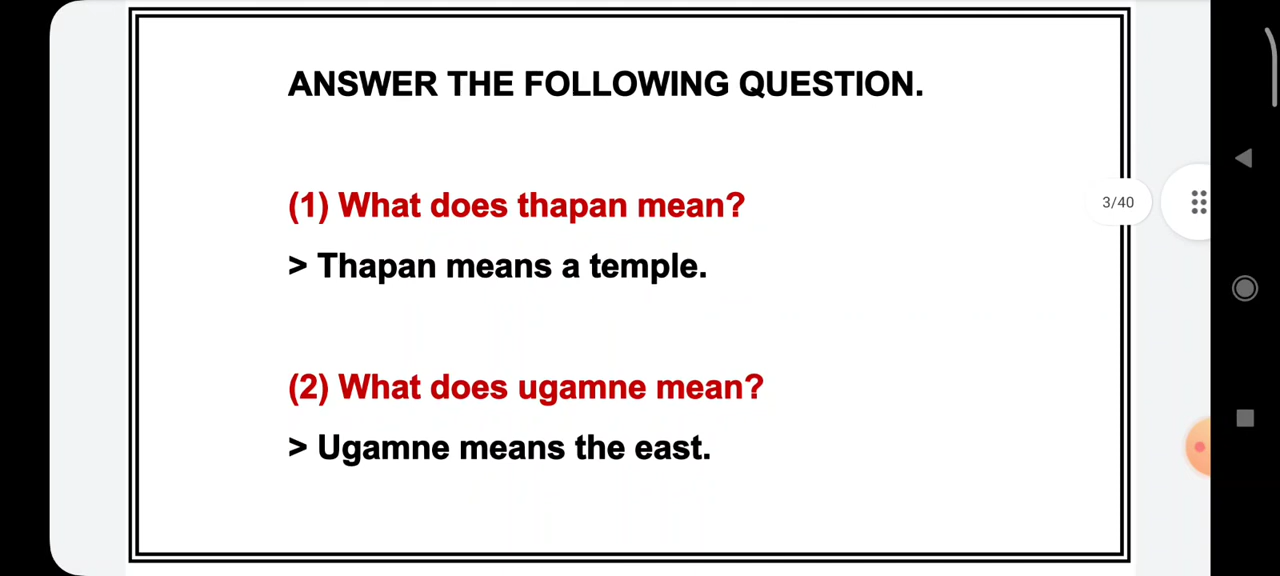 ANSWER THE FOLLOWING QUESTION.
(1) What does thapan mean?
3/40
> Thapan means a temple.
(2) What does ugamne mean?
> Ugamne means the east.